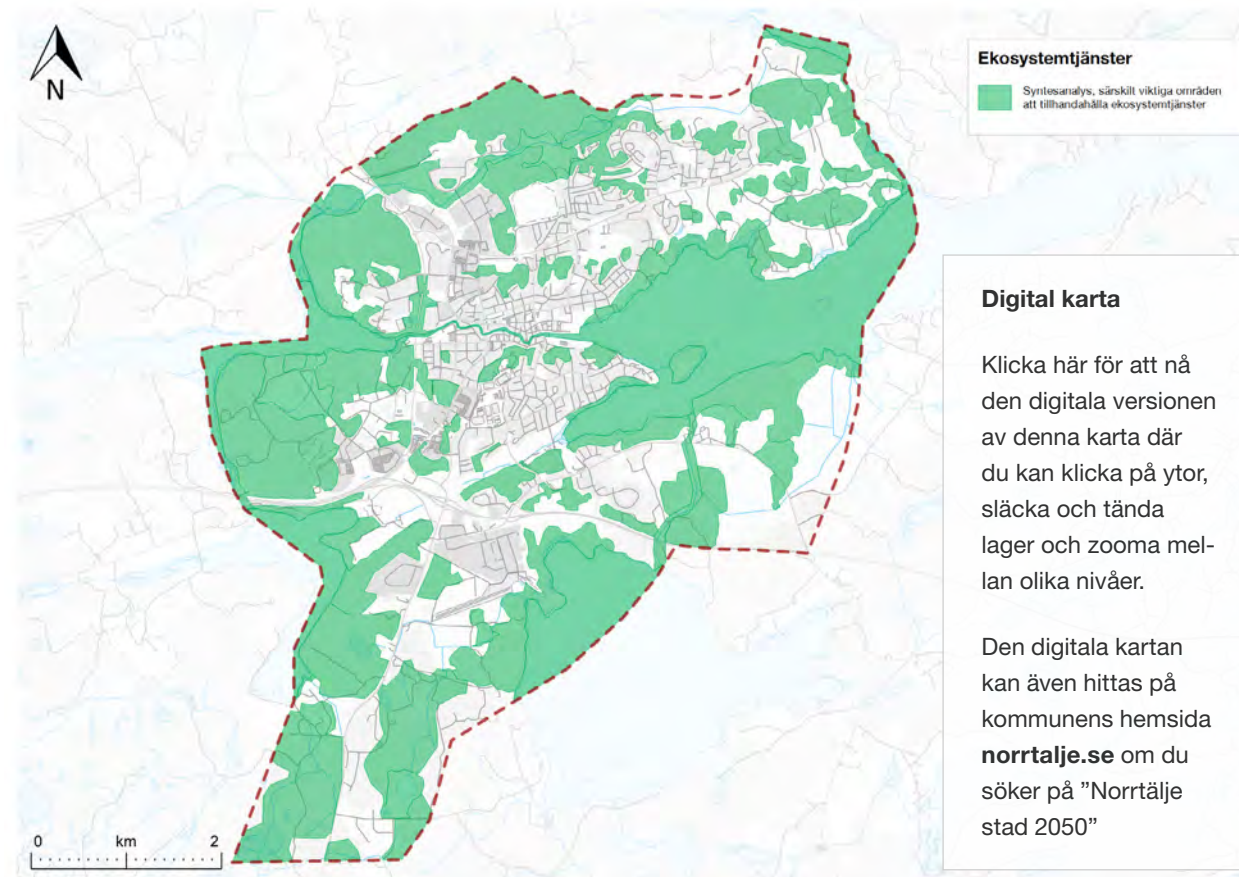 N
Ekosystemtjänster
Syntesanalys, särskilt viktiga områden
att tillhandahålla ekosystemtjänster
Digital karta
Klicka här för att nå
den digitala versionen
av denna karta där
du kan klicka på ytor,
släcka och tända
lager och zooma mel-
lan olika nivåer.
Den digitala kartan
kan även hittas på
kommunens hemsida
norrtalje.se om du
söker på ”Norrtälje
stad 2050”
0 km 2